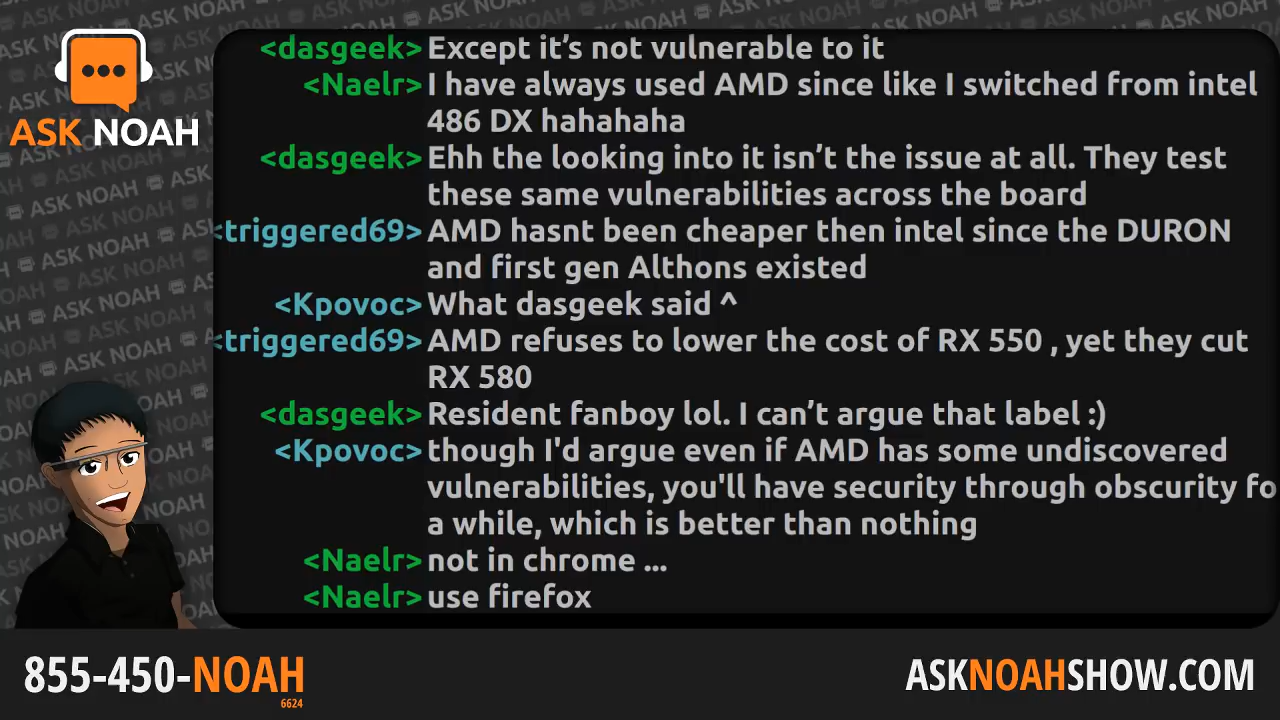 ASK NOAH
<dasgeek> Except it’s not vulnerable to it
<Naelr> I have always used AMD since like I switched from intel
486 DX hahahaha
<dasgeek> Ehh the looking into it isn’t the issue at all. They test
these same vulnerabilities across the board
<triggered69> AMD hasnt been cheaper then intel since the DURON
and first gen Althons existed
<Kpovoc> What dasgeek said ^
<triggered69> AMD refuses to lower the cost of RX 550 , yet they cut
RX 580
<dasgeek> Resident fanboy lol. I can’t argue that label :)
<Kpovoc> though I'd argue even if AMD has some undiscovered
vulnerabilities, you'll have security through obscurity fo
a while, which is better than nothing
<Naelr> not in chrome ...
<Naelr> use firefox
855-450-NOAH
6624
ASKNOAHSHOW.COM